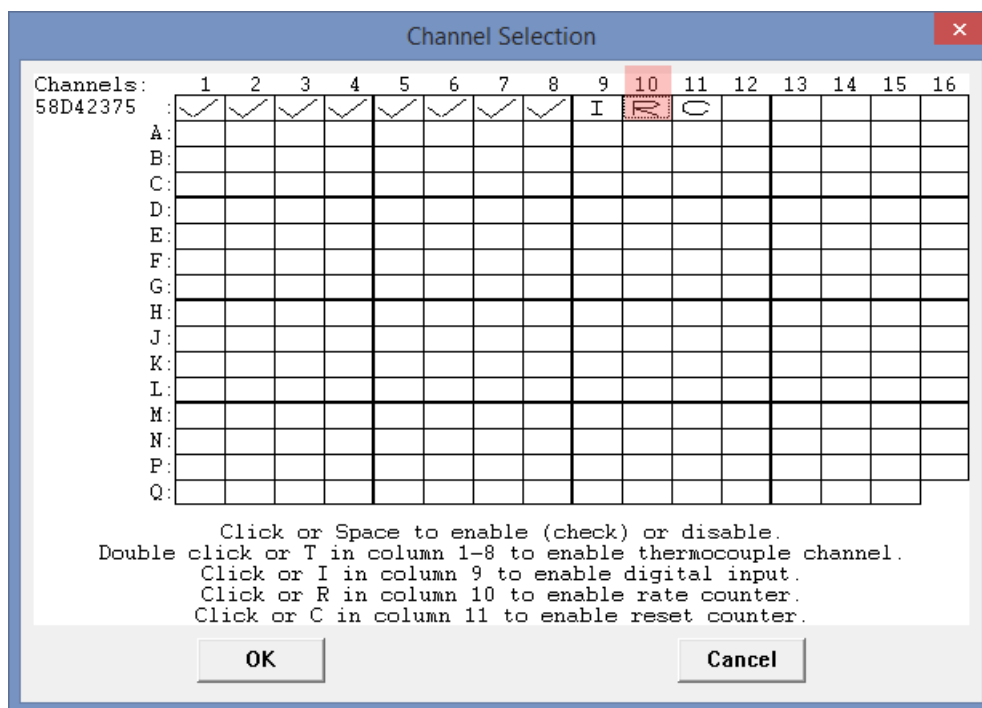 Channel Selection
Channels: 1 2 3 4 5 6 7 8 9 10 11 12 13 14 15 16
58D42375 : I R C
A:
B:
C:
D:
E:
F:
G:
H:
J:
K:
L:
M:
N:
P:
Q:
Click or Space to enable (check) or disable.
Double click or T in column 1-8 to enable thermocouple channel.
Click or I in column 9 to enable digital input.
Click or R in column 10 to enable rate counter.
Click or C in column 11 to enable reset counter.
OK Cancel